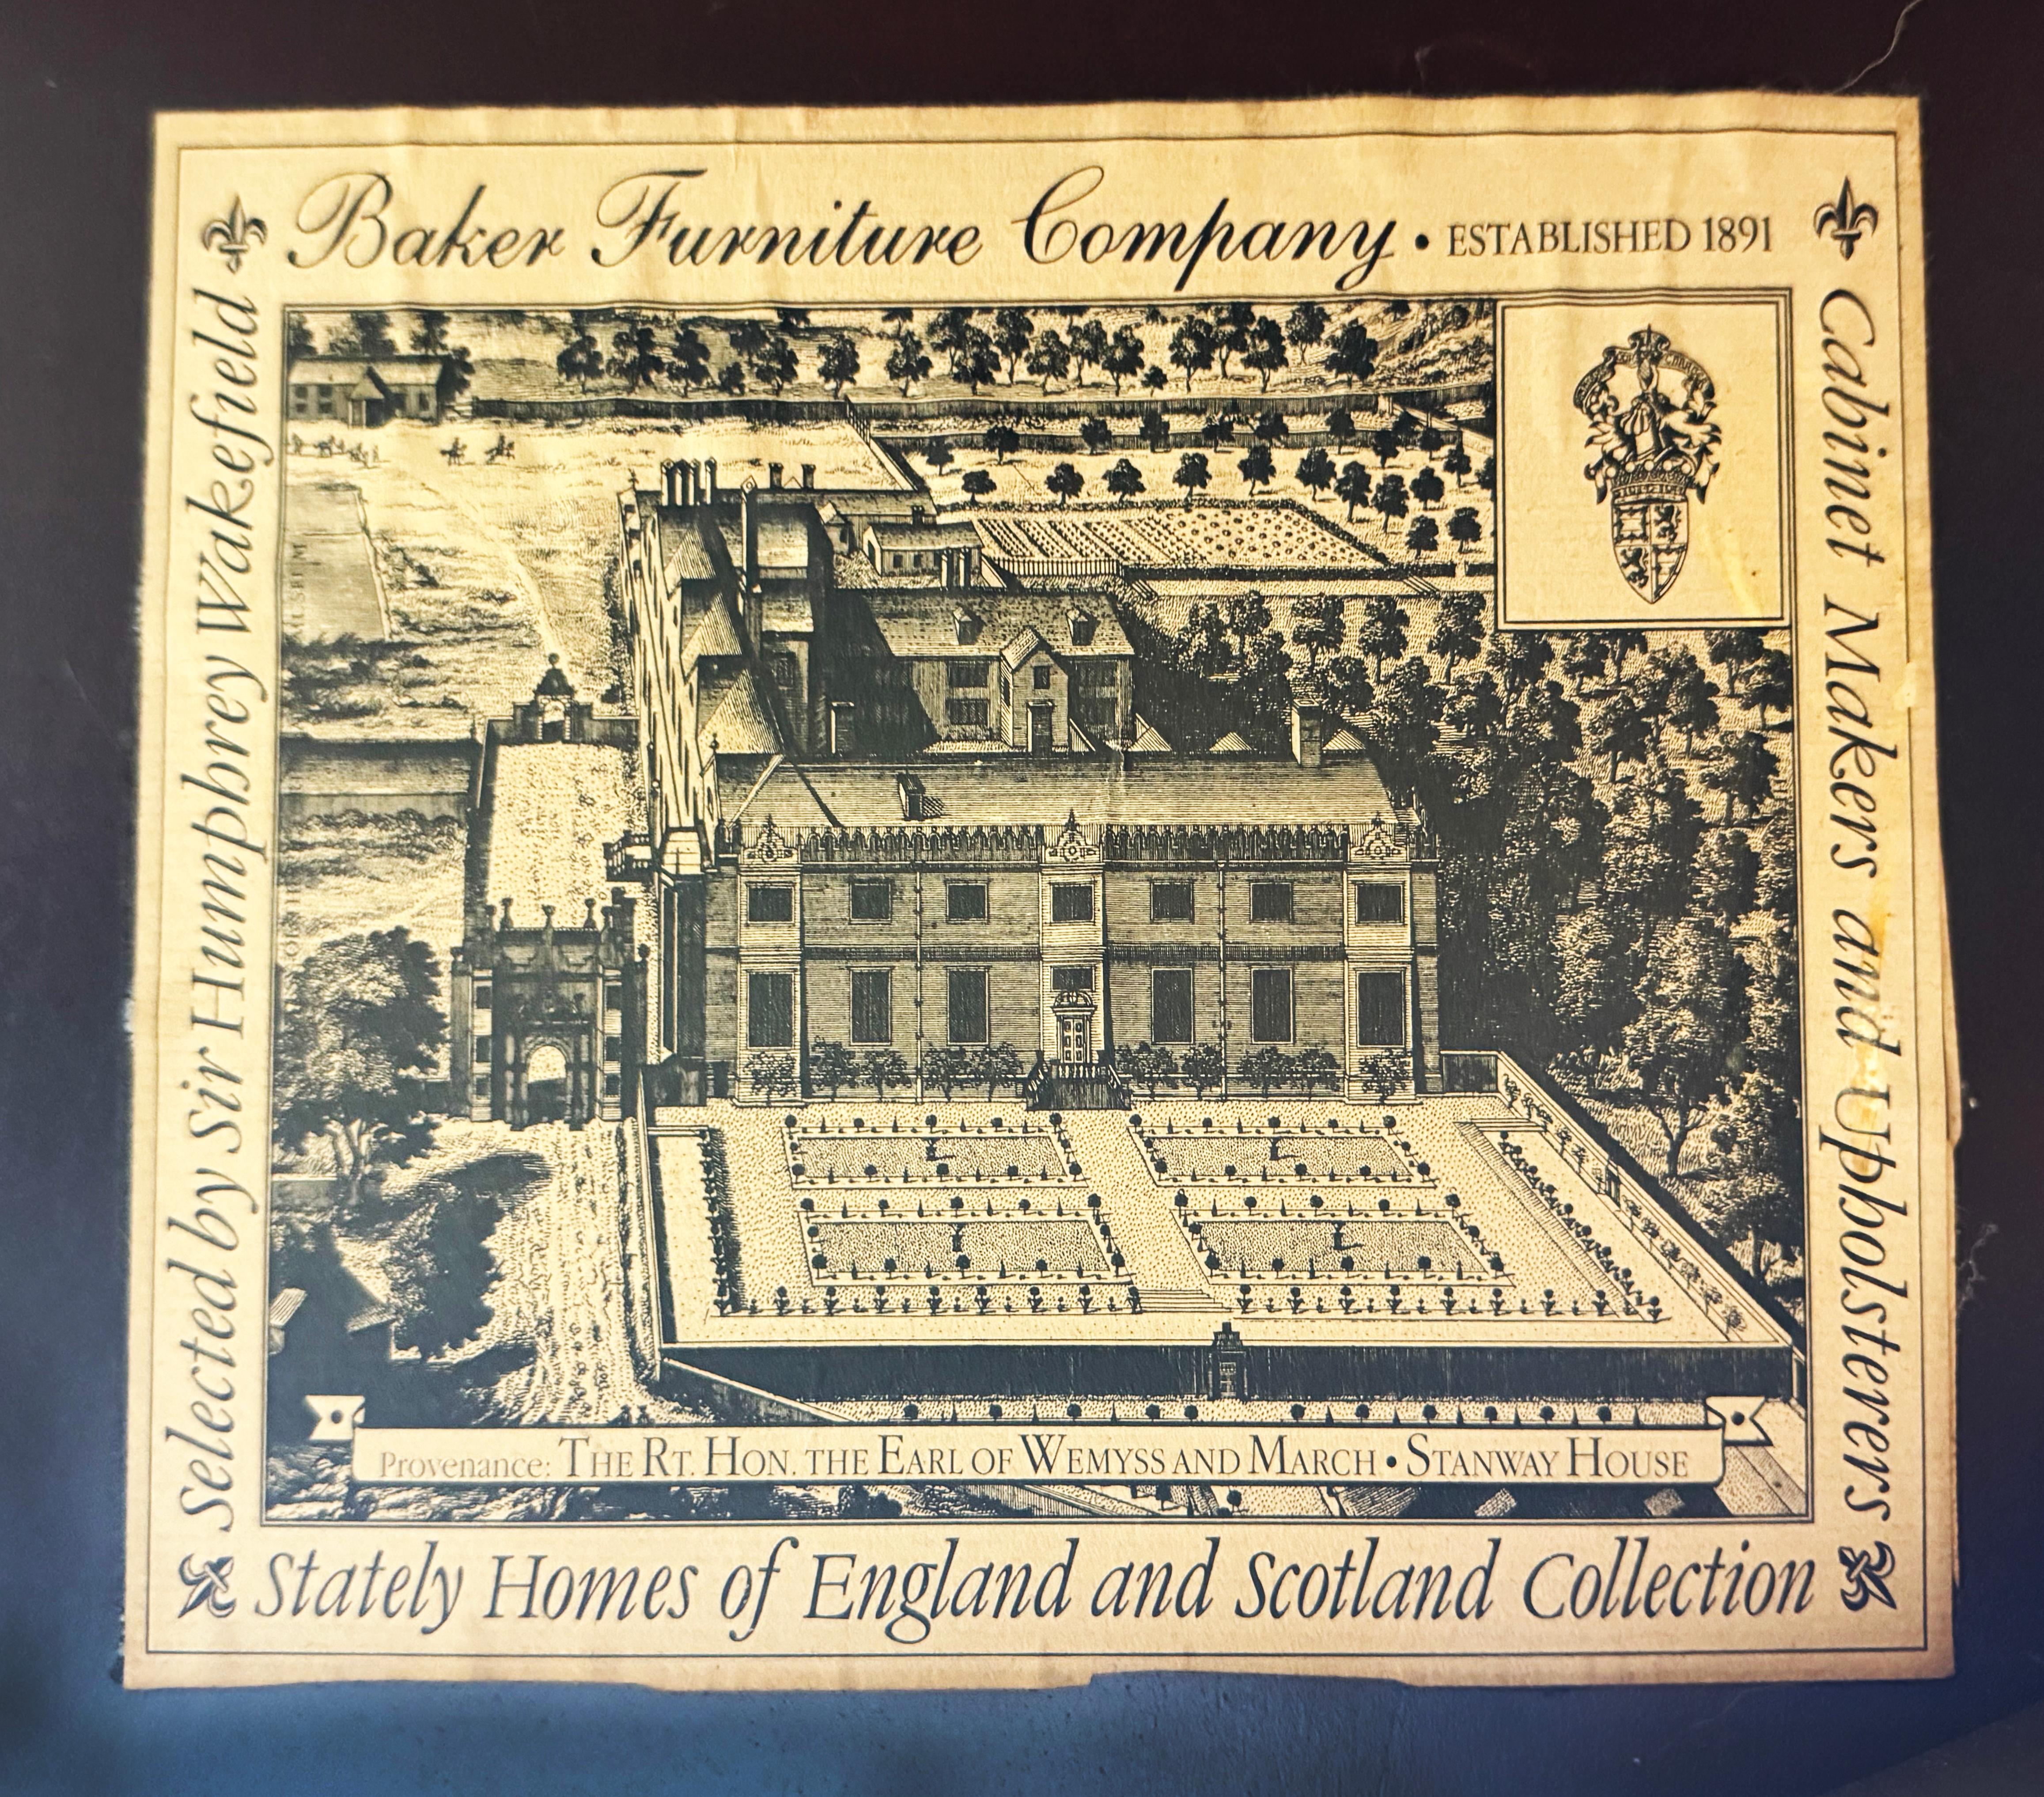 Baker Furniture Company • ESTABLISHED 1891
Cabinet Makers and Upholsterers
Selected by Sir Humphrey Wakefield
Provenance: THE RT. HON. THE EARL OF WEMYSS AND MARCH • STANWAY HOUSE
Stately Homes of England and Scotland Collection